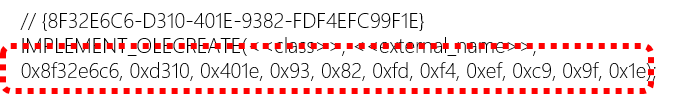 // {8F32E6C6-D310-401E-9382-FDF4EFC99F1E}
IMPLEMENT_OLECREATE(<<class>>, <<external_name>>,
0x8f32e6c6, 0xd310, 0x401e, 0x93, 0x82, 0xfd, 0xf4, 0xef, 0xc9, 0x9f, 0x1e);